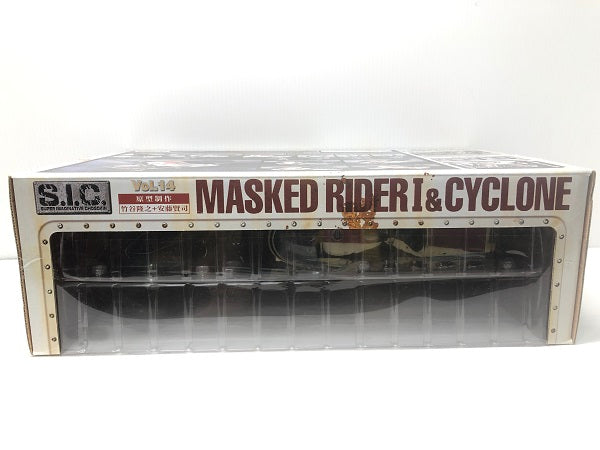 S.I.C.
SUPER IMAGINATIVE CHOGOKIN
VOL.14
原型制作
竹谷隆之+安藤賢司
MASKED RIDER I & CYCLONE